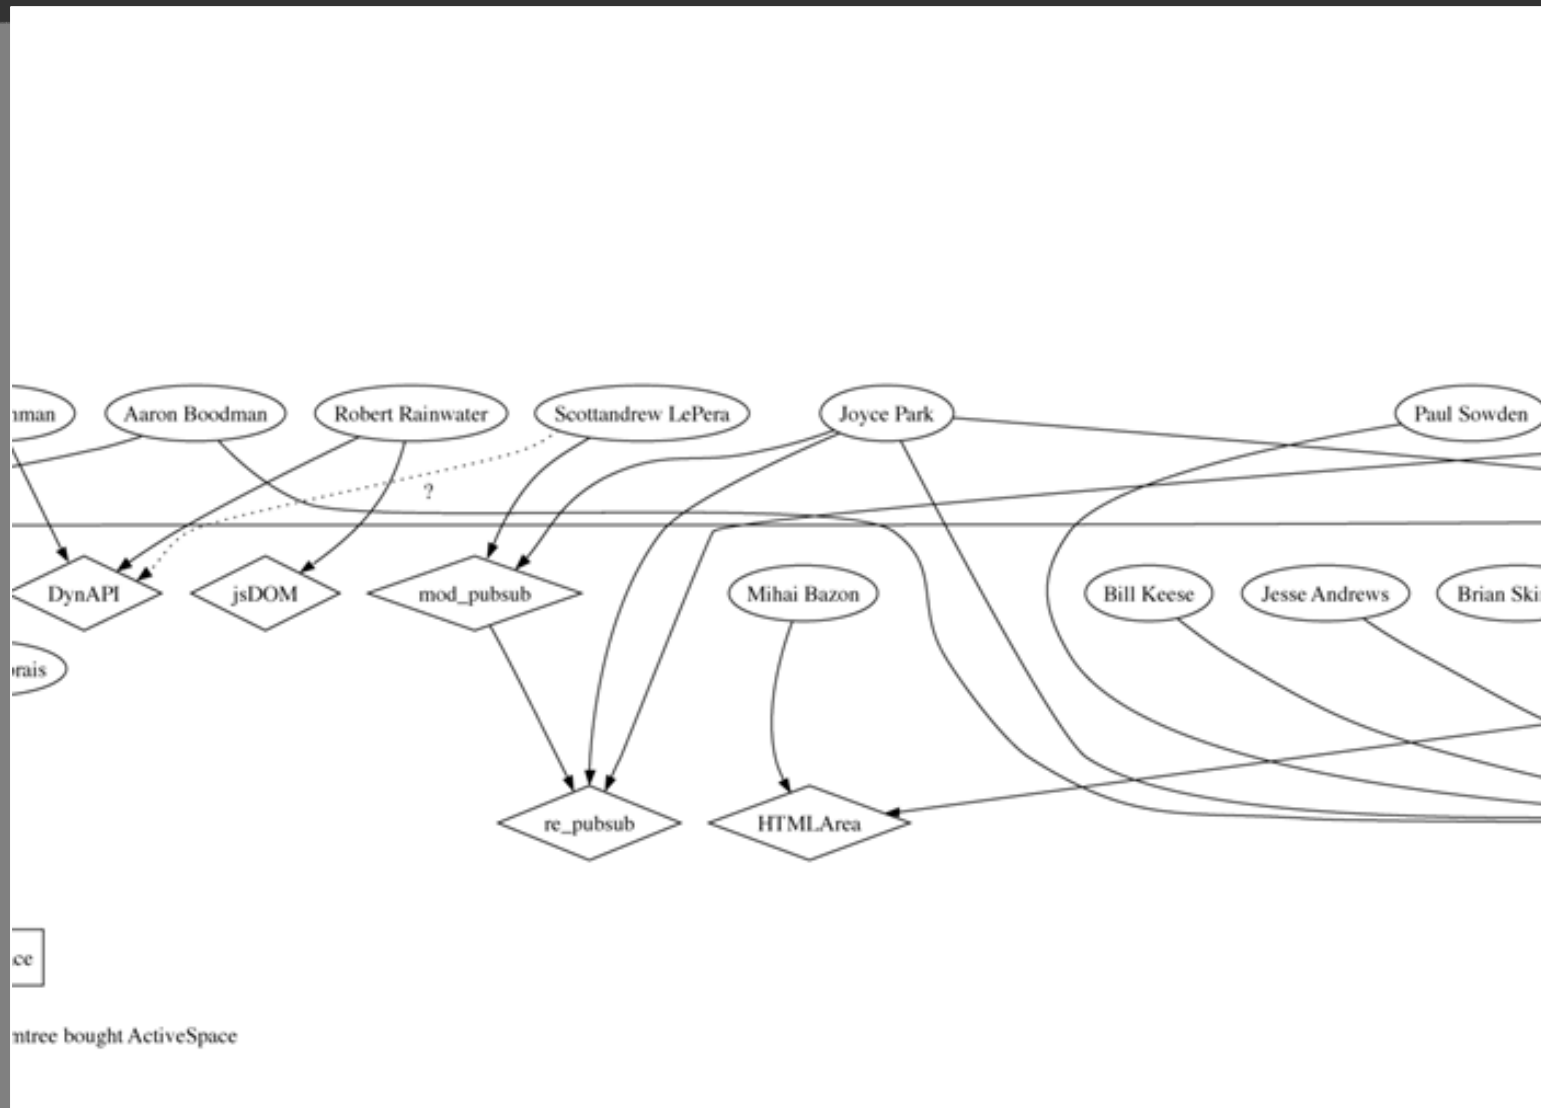 Aaron Boodman
Robert Rainwater
Scottandrew LePera
Joyce Park
Paul Sowden
?
DynAPI
jsDOM
mod_pubsub
Mihai Bazon
Bill Keese
Jesse Andrews
Brian
re_pubsub
HTMLArea
bought ActiveSpace